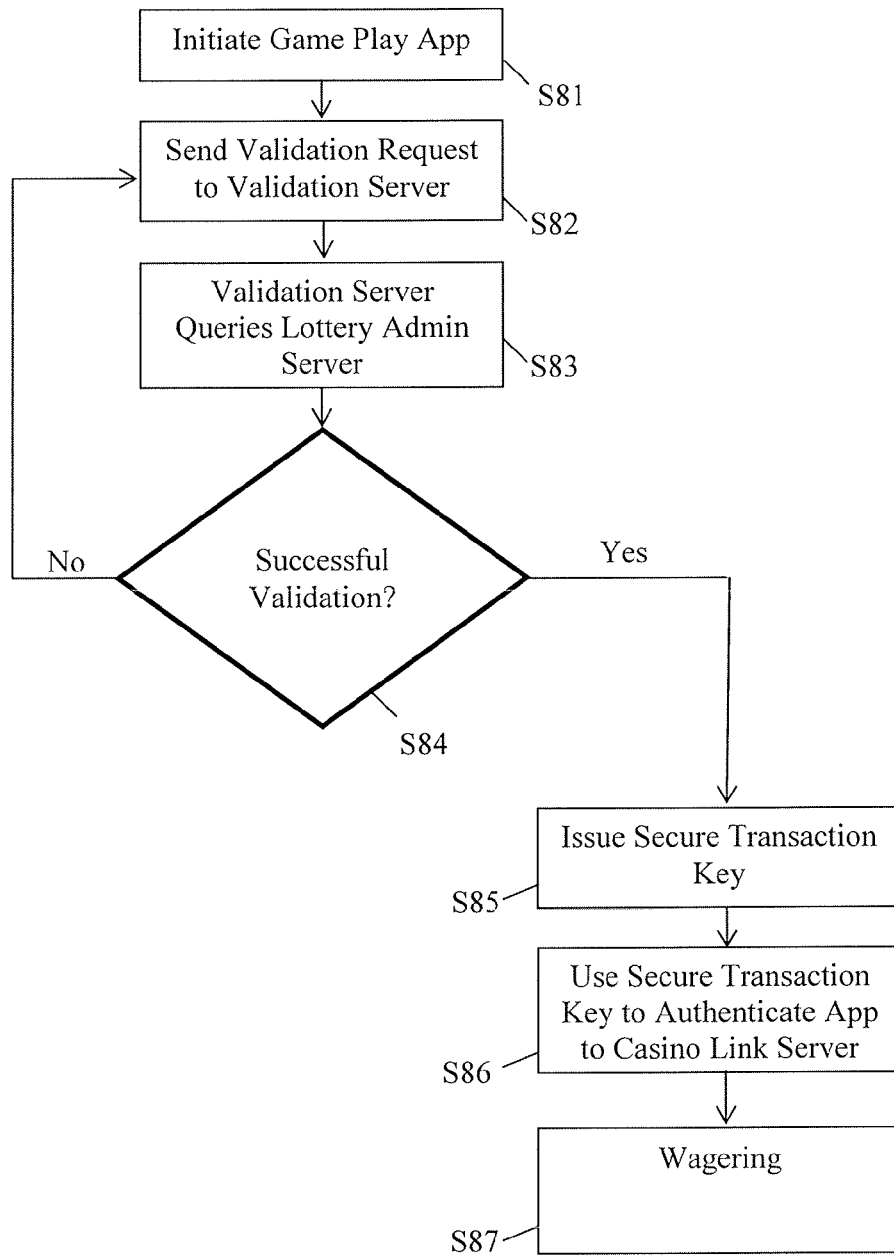 Initiate Game Play App
S81
Send Validation Request
to Validation Server
S82
Validation Server
Queries Lottery Admin
Server
S83
No
Successful
Validation?
Yes
S84
Issue Secure Transaction
Key
S85
Use Secure Transaction
Key to Authenticate App
to Casino Link Server
S86
Wagering
S87